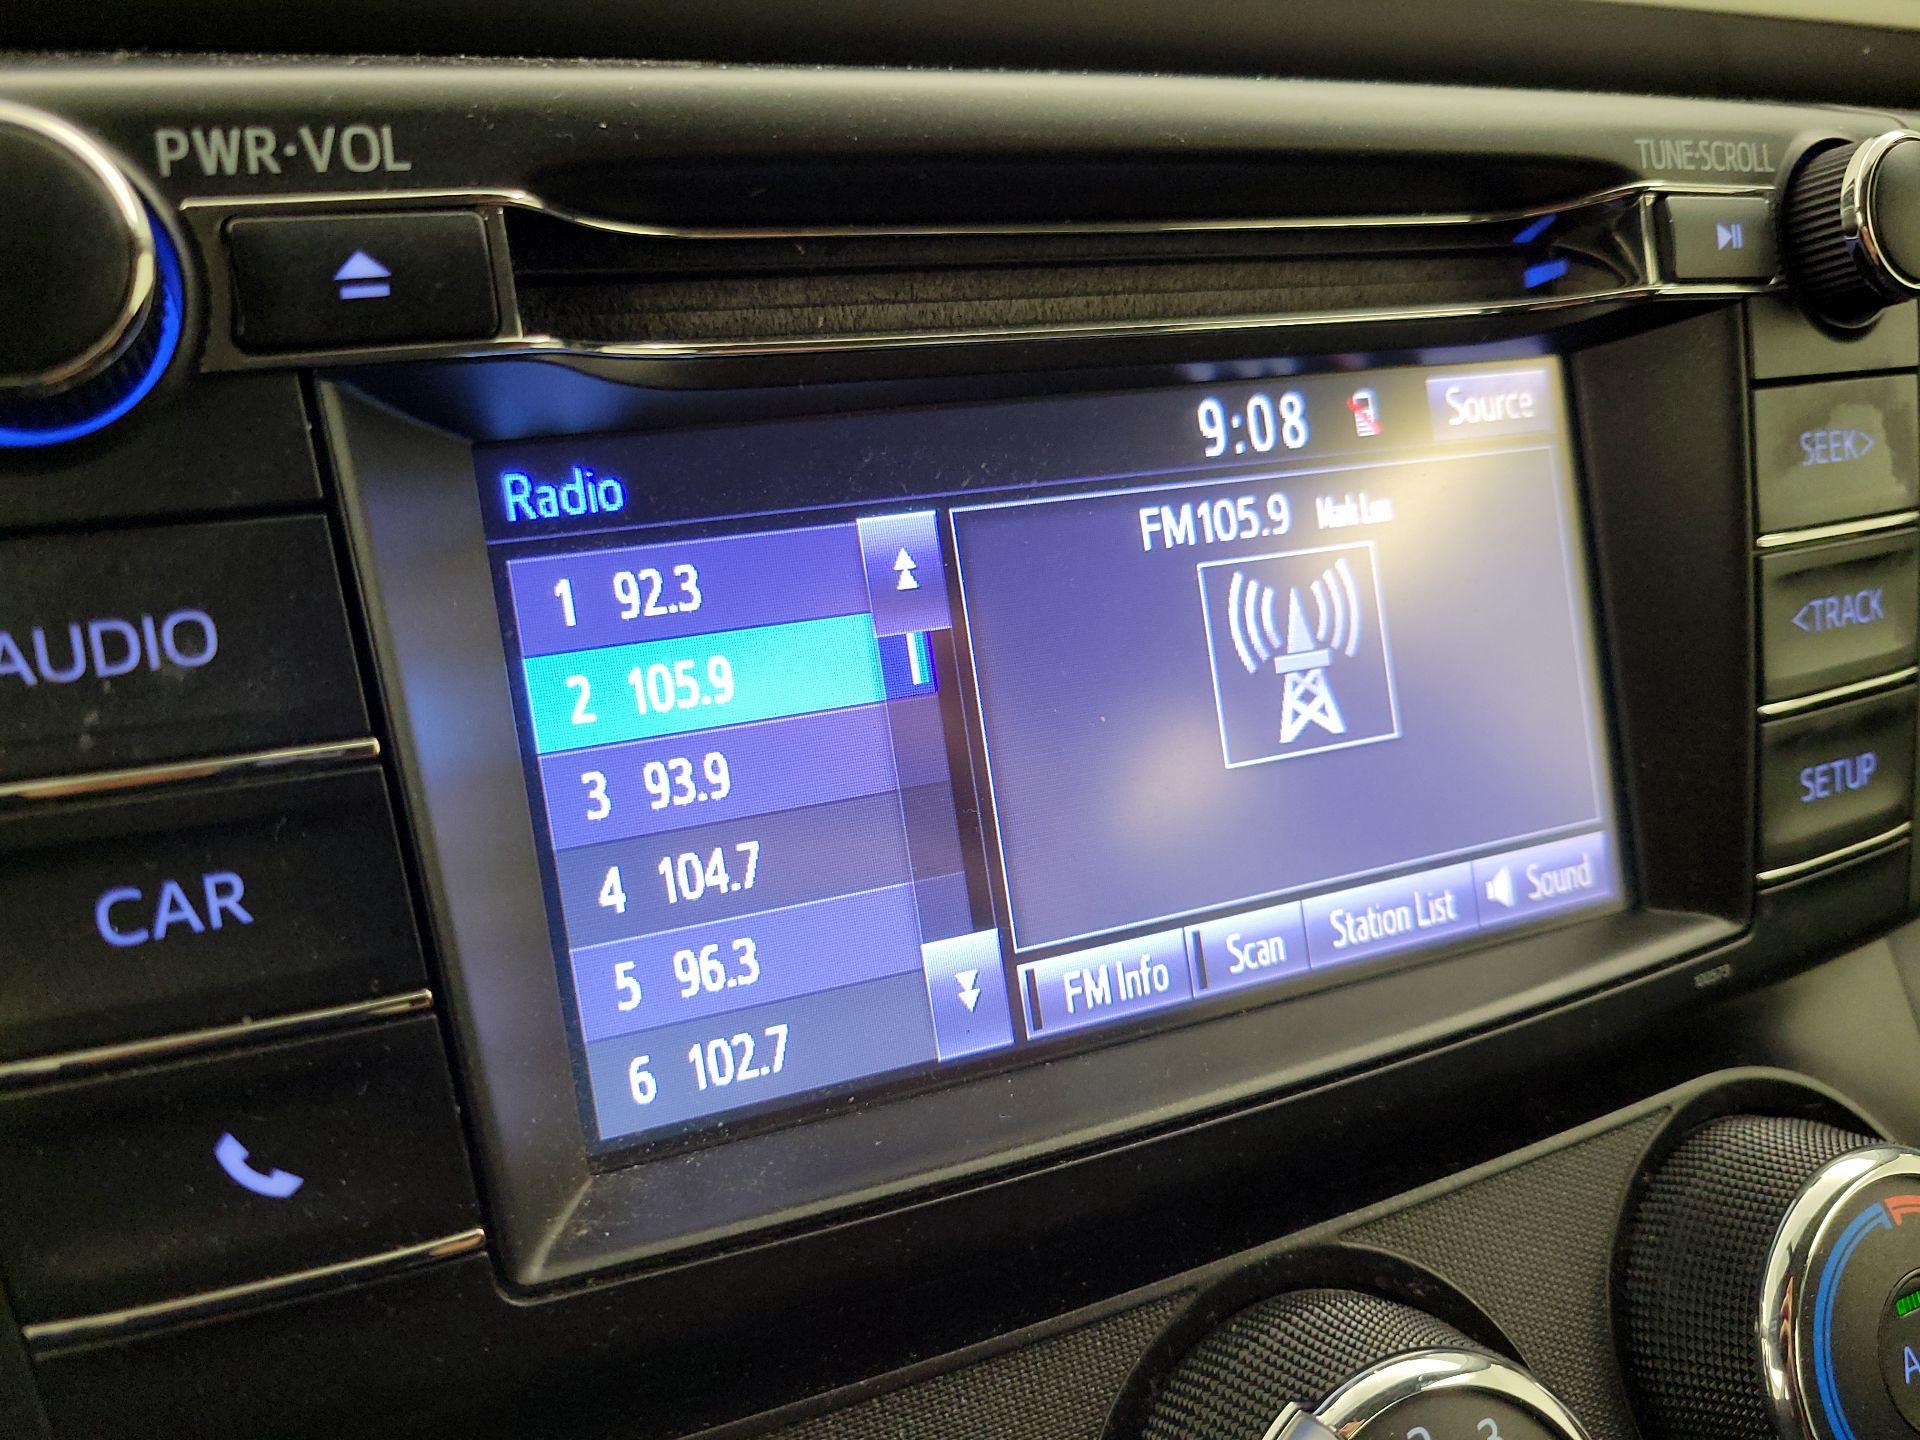 PWR·VOL
TUNE·SCROLL
9:08
Source
SEEK>
Radio
FM105.9
1 92.3
2 105.9
3 93.9
4 104.7
5 96.3
6 102.7
AUDIO
<TRACK
CAR
SETUP
FM Info
Scan
Station List
Sound
2 3
A